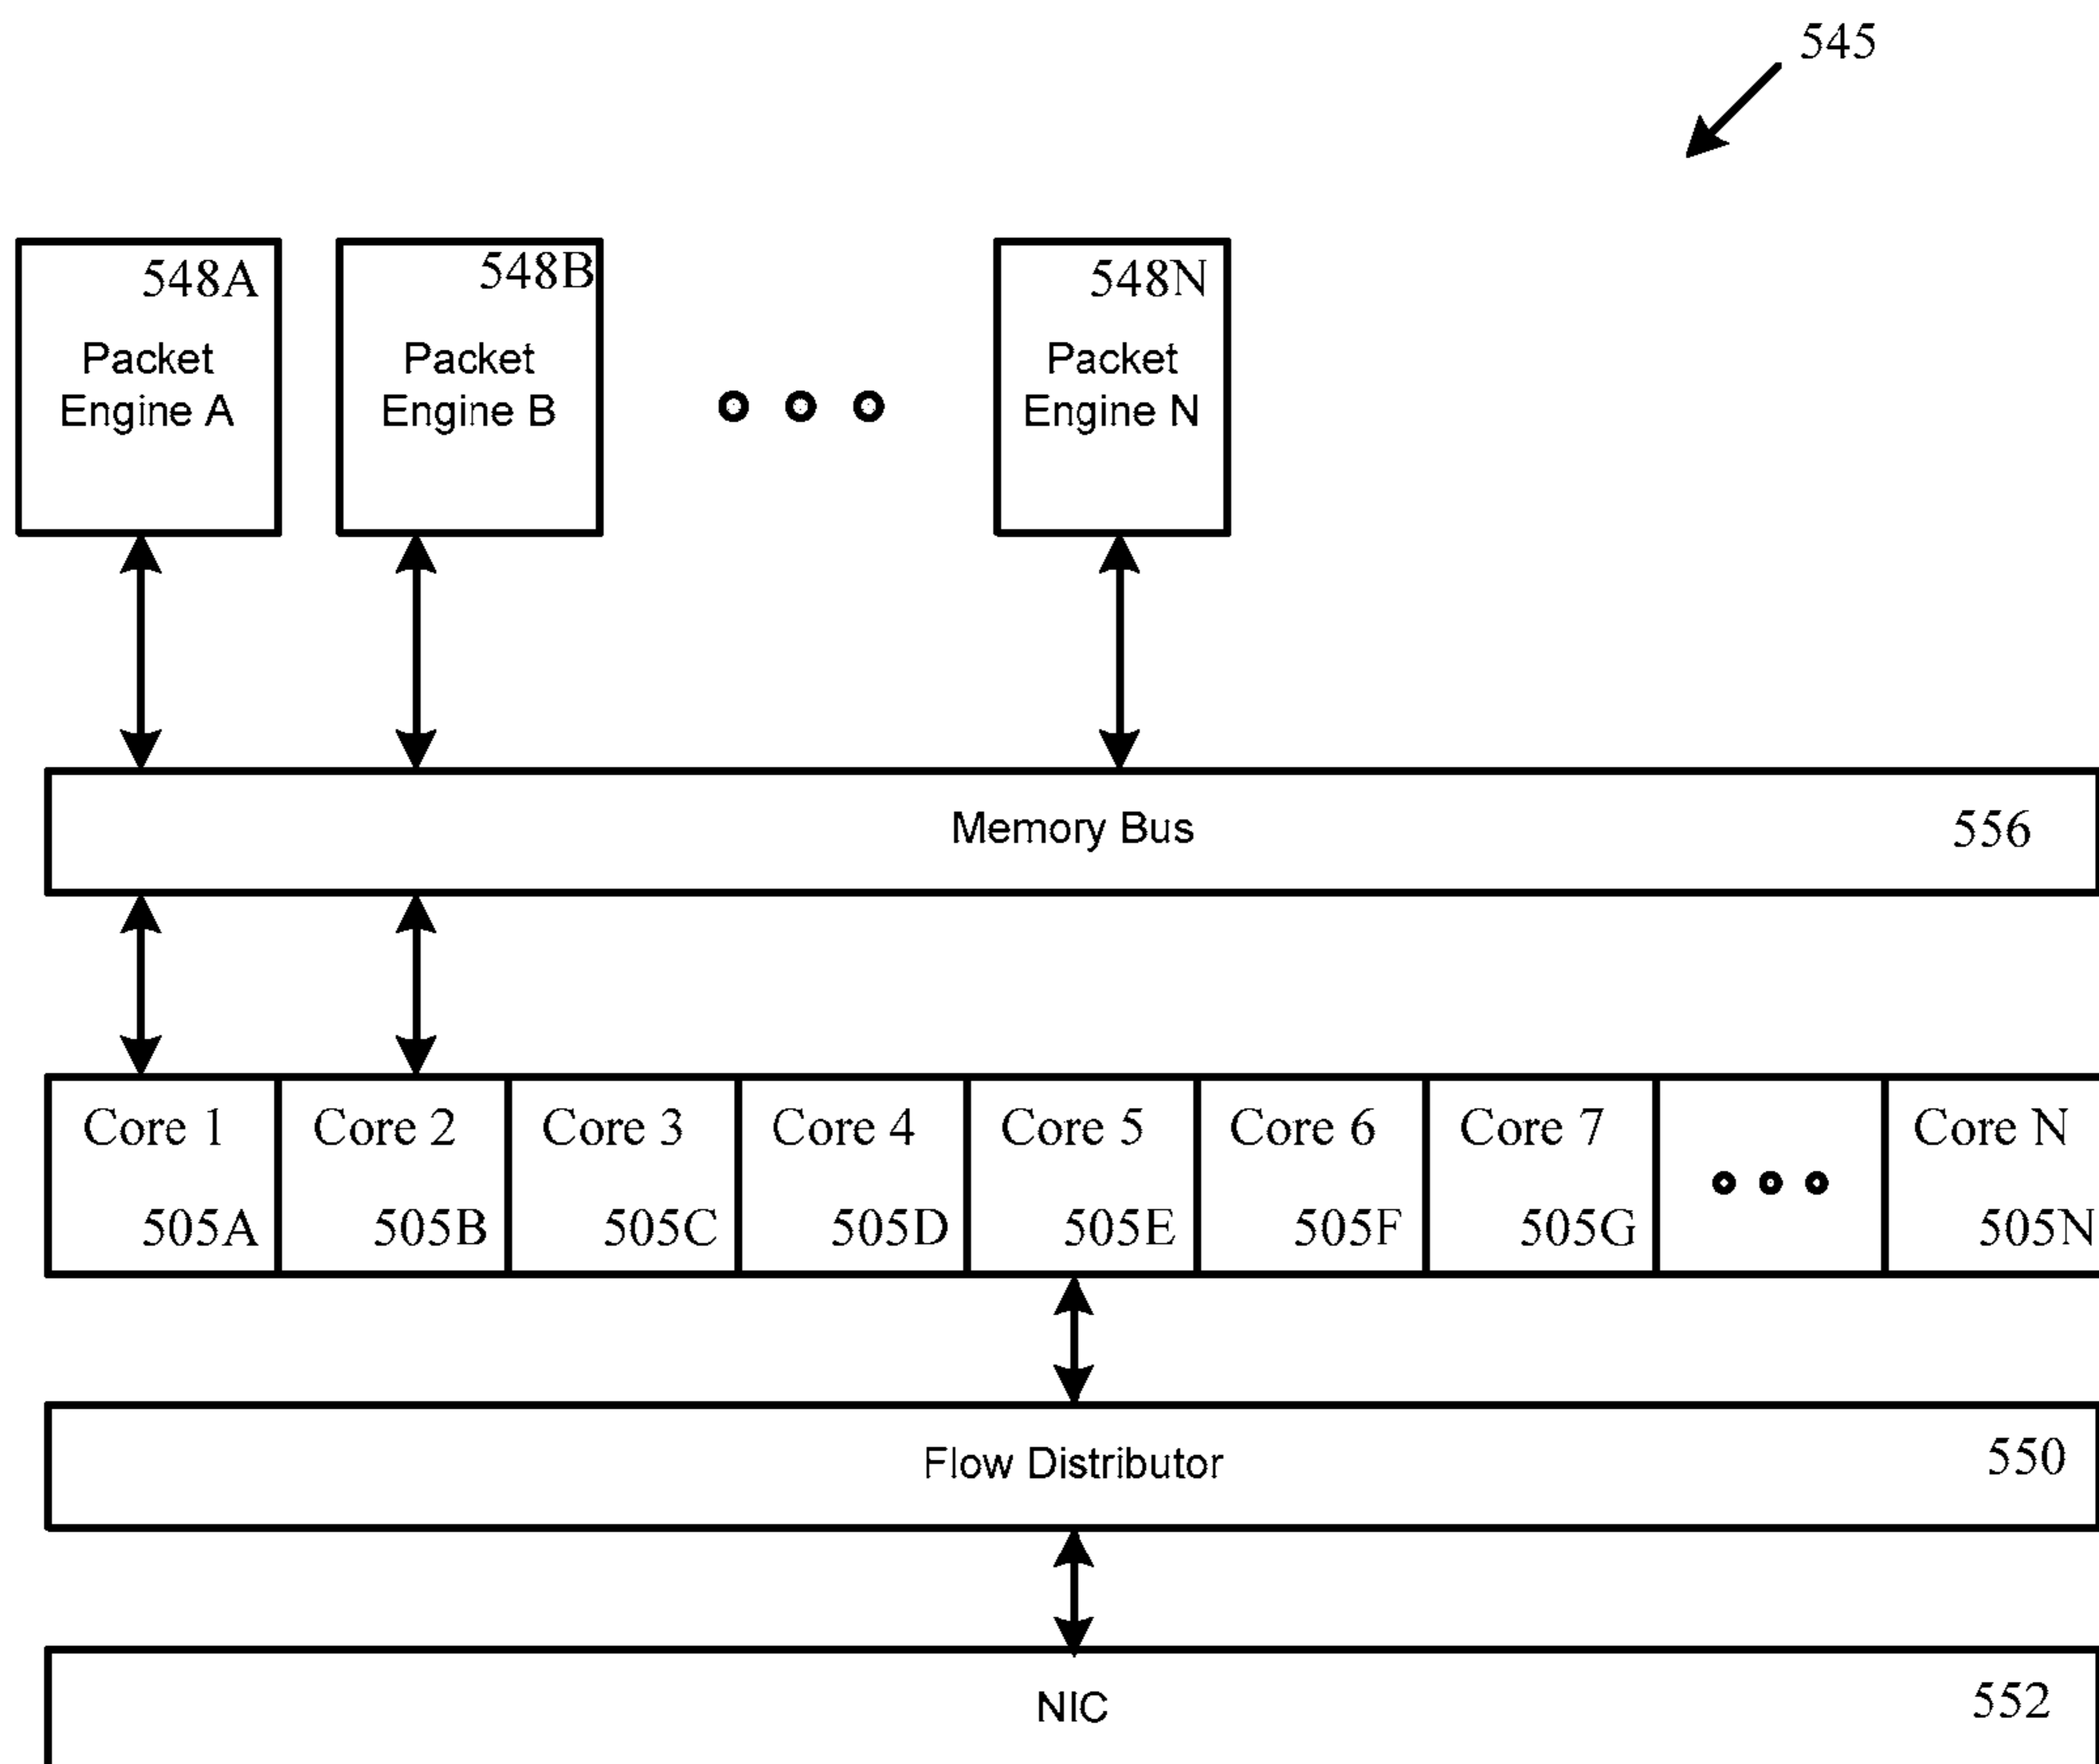 545
548A
Packet
Engine A
548B
Packet
Engine B
548N
Packet
Engine N
Memory Bus
556
Core 1
505A
Core 2
505B
Core 3
505C
Core 4
505D
Core 5
505E
Core 6
505F
Core 7
505G
Core N
505N
Flow Distributor
550
NIC
552